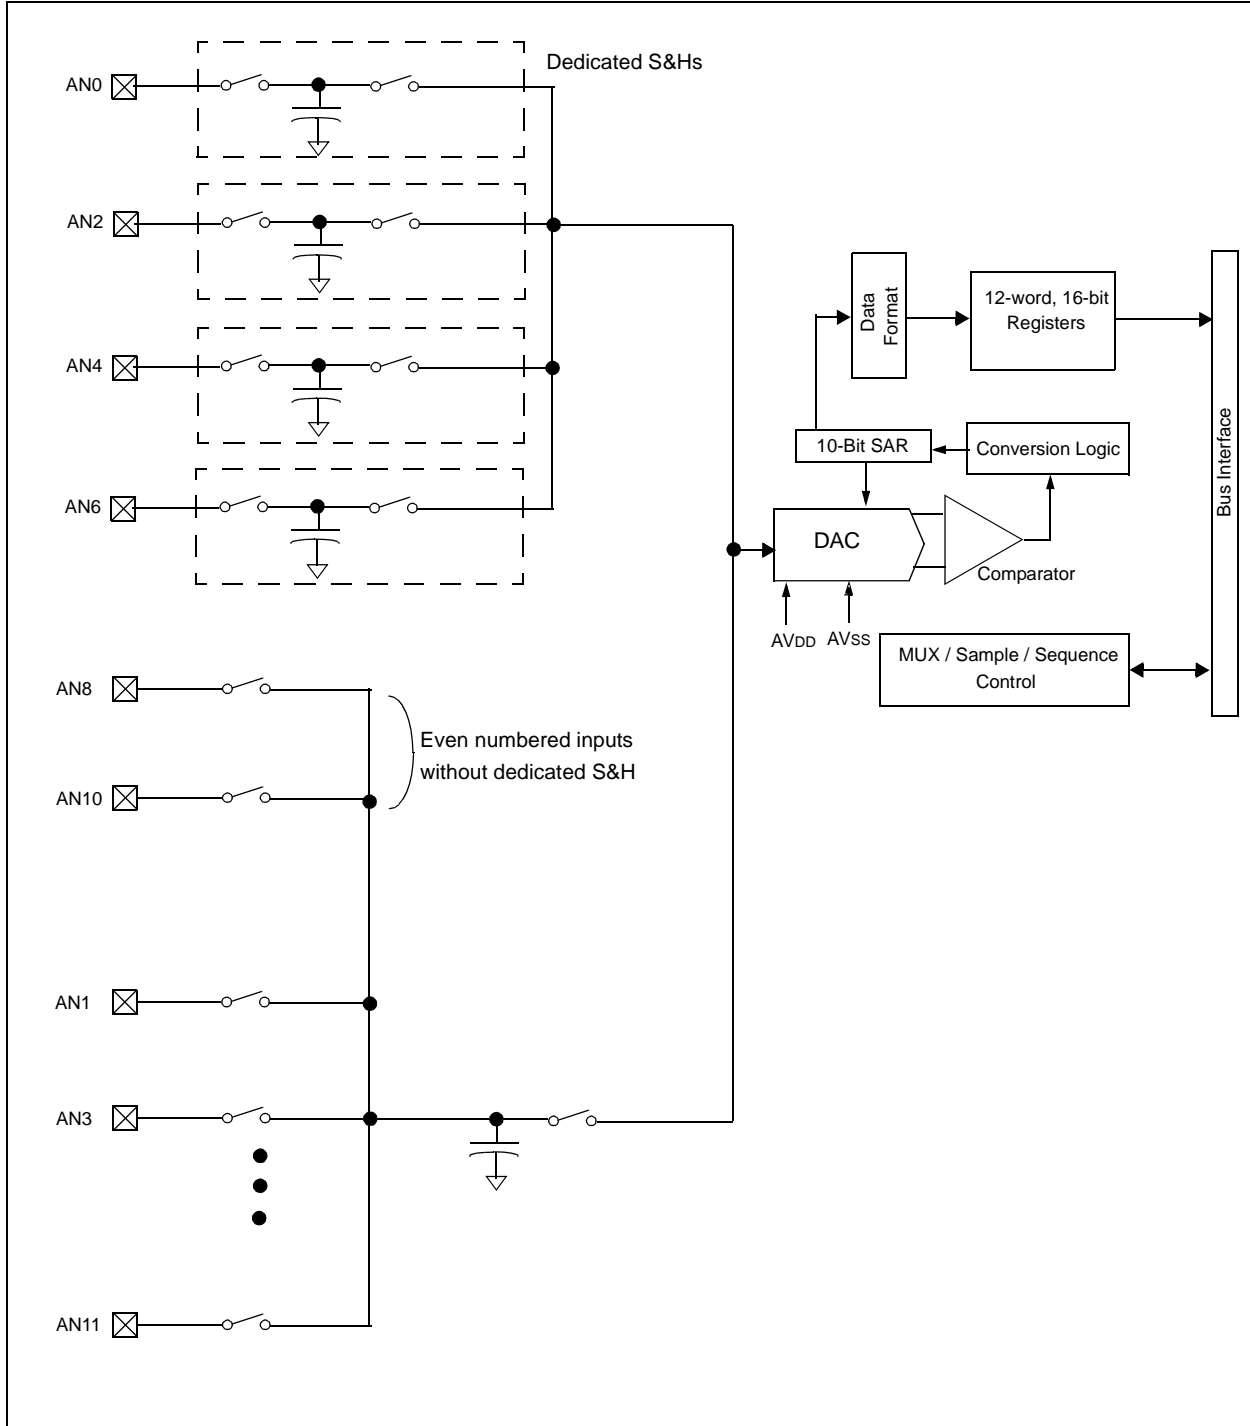 Dedicated S&Hs
AN0
AN2
AN4
AN6
AN8
AN10
AN1
AN3
AN11
Even numbered inputs
without dedicated S&H
Data
Format
12-word, 16-bit
Registers
10-Bit SAR
Conversion Logic
DAC
Comparator
AVDD
AVSS
MUX / Sample / Sequence
Control
Bus Interface